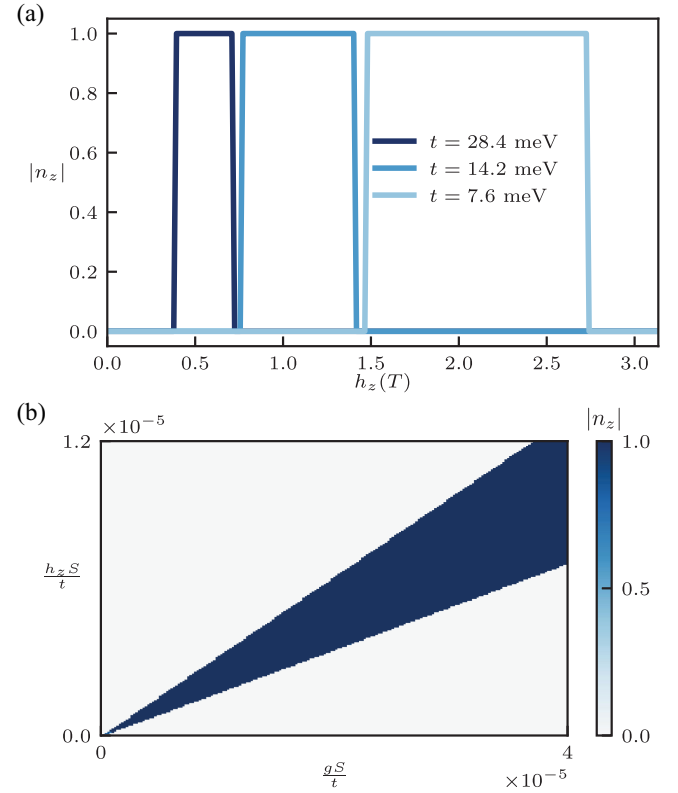 (a)
1.0
0.8
0.6
|n_z|
0.4
0.2
0.0
t = 28.4 meV
t = 14.2 meV
t = 7.6 meV
0.0 0.5 1.0 1.5 2.0 2.5 3.0
h_z(T)
(b)
×10⁻⁵
1.2
h_z S
t
0.0
0 4
gS
t
×10⁻⁵
|n_z|
1.0
0.5
0.0